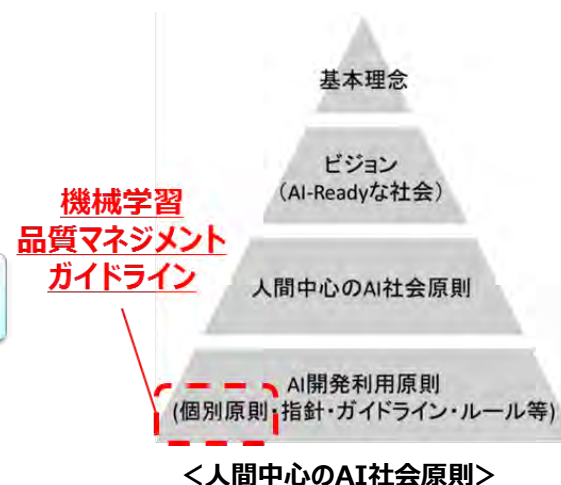 基本理念
ビジョン
（AI-Readyな社会）
機械学習
品質マネジメント
ガイドライン
人間中心のAI社会原則
AI開発利用原則
(個別原則・指針・ガイドライン・ルール等)
＜人間中心のAI社会原則＞